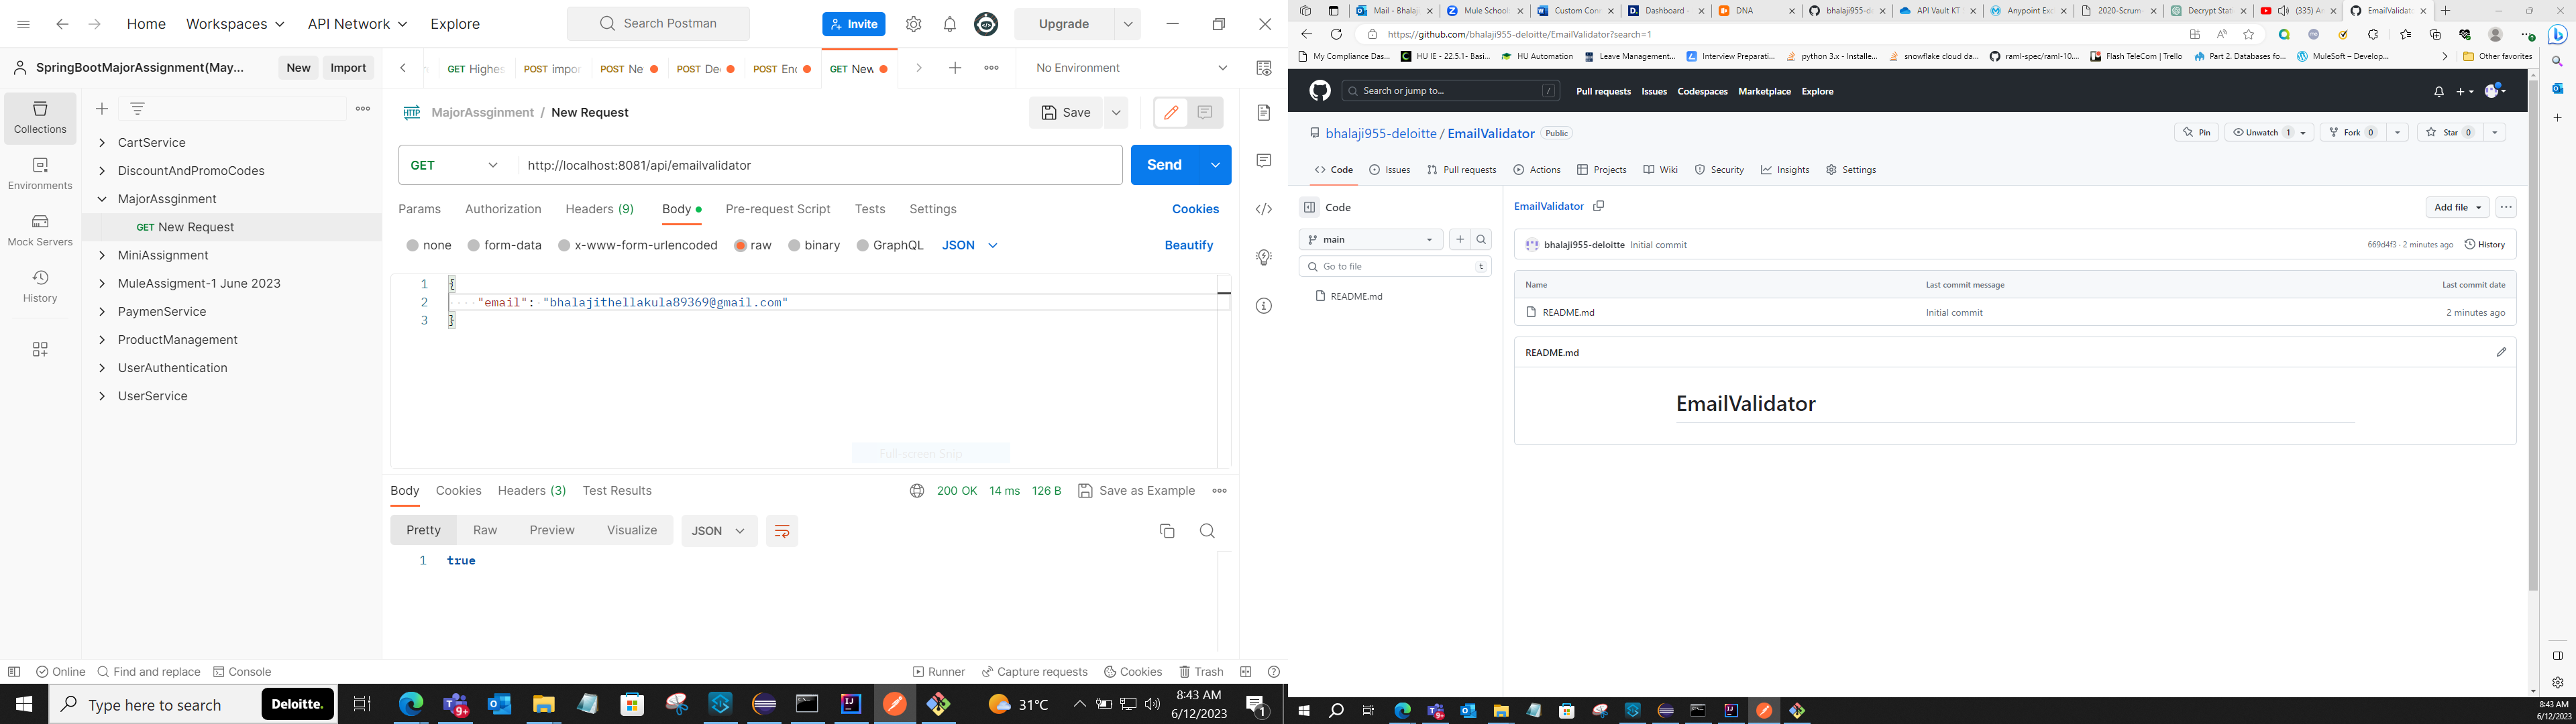 Home Workspaces API Network Explore Search Postman Invite Upgrade
SpringBootMajorAssignment(May... New Import GET Highes POST impor POST Ne POST De POST En GET New No Environment
Collections
Environments
Mock Servers
History
CartService
DiscountAndPromoCodes
MajorAssginment
GET New Request
MiniAssignment
MuleAssigment-1 June 2023
PaymenService
ProductManagement
UserAuthentication
UserService
HTTP MajorAssginment / New Request Save
GET http://localhost:8081/api/emailvalidator Send
Params Authorization Headers (9) Body Pre-request Script Tests Settings Cookies
none form-data x-www-form-urlencoded raw binary GraphQL JSON Beautify
1 {
2 "email": "bhalajithellakula89369@gmail.com"
3 }
Full-screen Snip
Body Cookies Headers (3) Test Results 200 OK 14 ms 126 B Save as Example
Pretty Raw Preview Visualize JSON
1 true
Online Find and replace Console Runner Capture requests Cookies Trash
Type here to search Deloitte. 9+ 31°C 8:43 AM
6/12/2023 1
Mail - Bhalaj Mule School Custom Conn Dashboard - DNA bhalaji955-de API Vault KT Anypoint Exc 2020-Scrum- Decrypt Stat (335) A EmailValidat
https://github.com/bhalaji955-deloitte/EmailValidator?search=1
My Compliance Das... HU IE - 22.5.1- Basi... HU Automation Leave Management... Interview Preparati... python 3.x - Installe... snowflake cloud da... raml-spec/raml-10.... Flash TeleCom | Trello Part 2. Databases fo... MuleSoft – Develop... Other favorites
Search or jump to... / Pull requests Issues Codespaces Marketplace Explore
bhalaji955-deloitte / EmailValidator Public Pin Unwatch 1 Fork 0 Star 0
Code Issues Pull requests Actions Projects Wiki Security Insights Settings
Code
main
Go to file t
README.md
EmailValidator Add file
bhalaji955-deloitte Initial commit 669d4f3 · 2 minutes ago History
Name Last commit message Last commit date
README.md Initial commit 2 minutes ago
README.md
EmailValidator
8:43 AM
6/12/2023